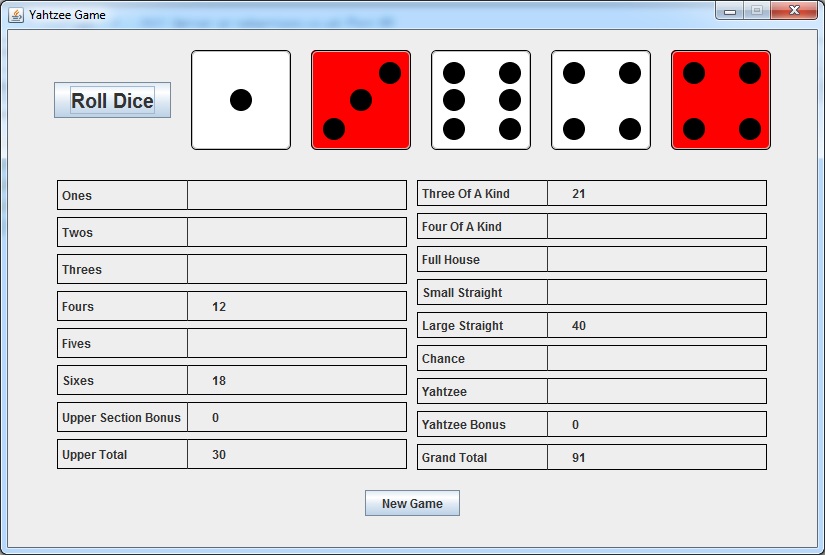 Yahtzee Game
Roll Dice
Ones
Twos
Threes
Fours 12
Fives
Sixes 18
Upper Section Bonus 0
Upper Total 30
Three Of A Kind 21
Four Of A Kind
Full House
Small Straight
Large Straight 40
Chance
Yahtzee
Yahtzee Bonus 0
Grand Total 91
New Game